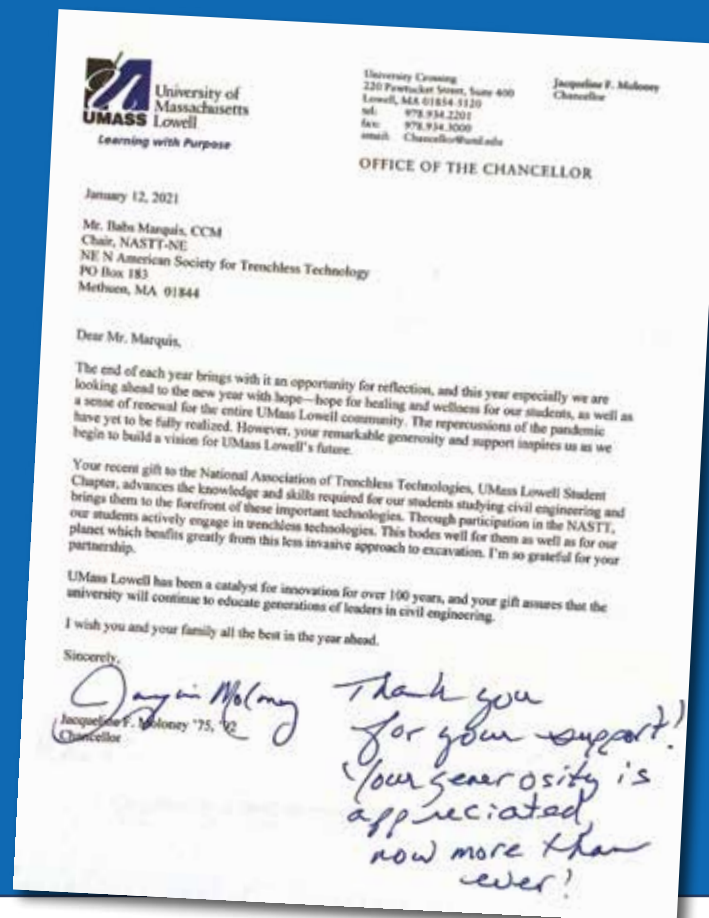 University of
Massachusetts
UMASS Lowell
Learning with Purpose
University Crossing
220 Pawtucket Street, Suite 400
Lowell, MA 01854-5120
tel: 978.934.2201
fax: 978.934.3000
email: Chancellor@uml.edu
Jacqueline F. Moloney
Chancellor
OFFICE OF THE CHANCELLOR
January 12, 2021
Mr. Babs Marquis, CCM
Chair, NASTT-NE
NE N American Society for Trenchless Technology
PO Box 183
Methuen, MA 01844
Dear Mr. Marquis,
The end of each year brings with it an opportunity for reflection, and this year especially we are
looking ahead to the new year with hope—hope for healing and wellness for our students, as well as
a sense of renewal for the entire UMass Lowell community. The repercussions of the pandemic
have yet to be fully realized. However, your remarkable generosity and support inspires us as we
begin to build a vision for UMass Lowell's future.
Your recent gift to the National Association of Trenchless Technologies, UMass Lowell Student
Chapter, advances the knowledge and skills required for our students studying civil engineering and
brings them to the forefront of these important technologies. Through participation in the NASTT,
our students actively engage in trenchless technologies. This bodes well for them as well as for our
planet which benefits greatly from this less invasive approach to excavation. I'm so grateful for your
partnership.
UMass Lowell has been a catalyst for innovation for over 100 years, and your gift assures that the
university will continue to educate generations of leaders in civil engineering.
I wish you and your family all the best in the year ahead.
Sincerely,
Jacqueline F. Moloney '75, '92
Chancellor
Thank you
for your support!
Your generosity is
appreciated,
now more than
ever!